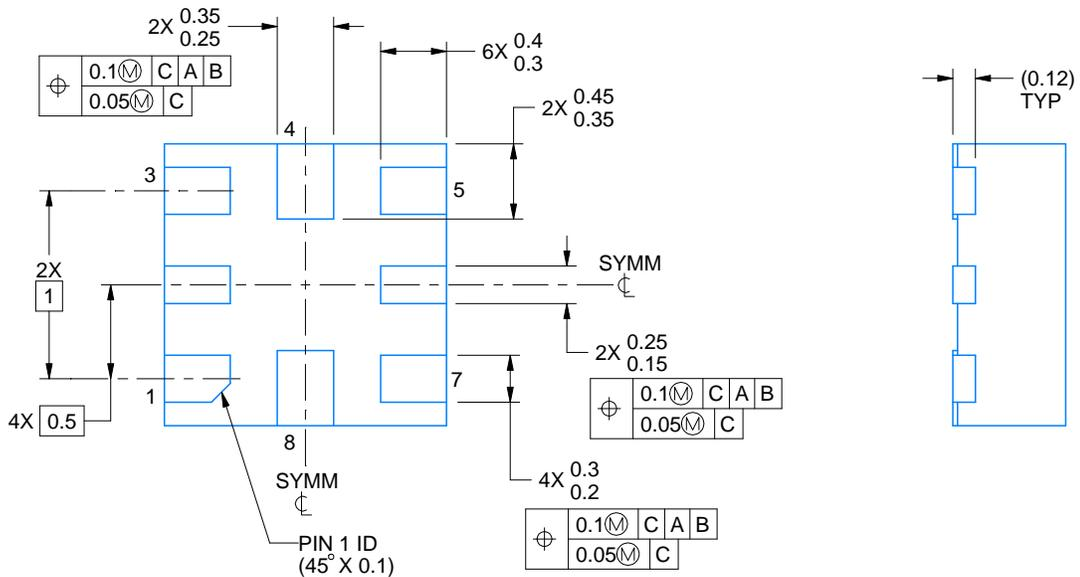 2X 0.35
0.25
⌖ 0.1Ⓜ C A B
0.05Ⓜ C
6X 0.4
0.3
2X 0.45
0.35
(0.12)
TYP
4
3
5
2X
1
SYMM
℄
2X 0.25
0.15
⌖ 0.1Ⓜ C A B
0.05Ⓜ C
1
7
4X 0.5
8
SYMM
℄
4X 0.3
0.2
⌖ 0.1Ⓜ C A B
0.05Ⓜ C
PIN 1 ID
(45° X 0.1)